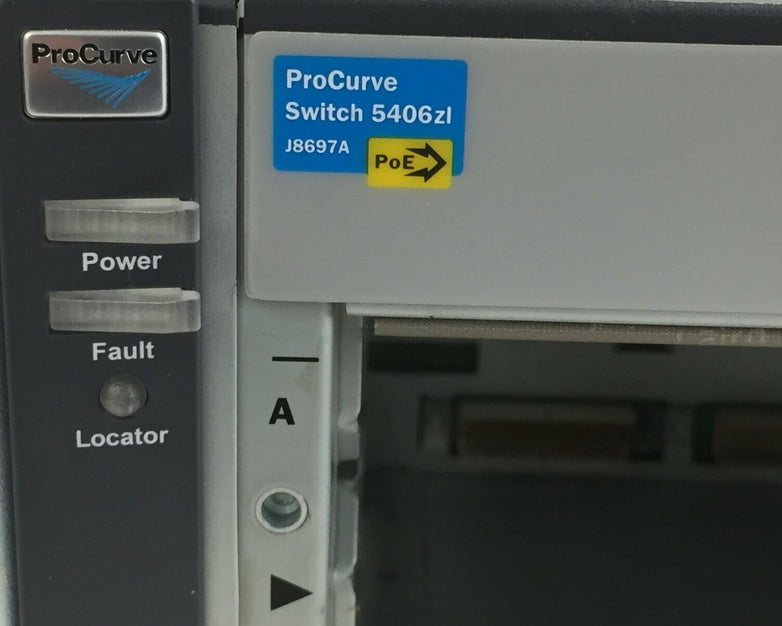 ProCurve
ProCurve
Switch 5406zl
J8697A
PoE
Power
Fault
Locator
A